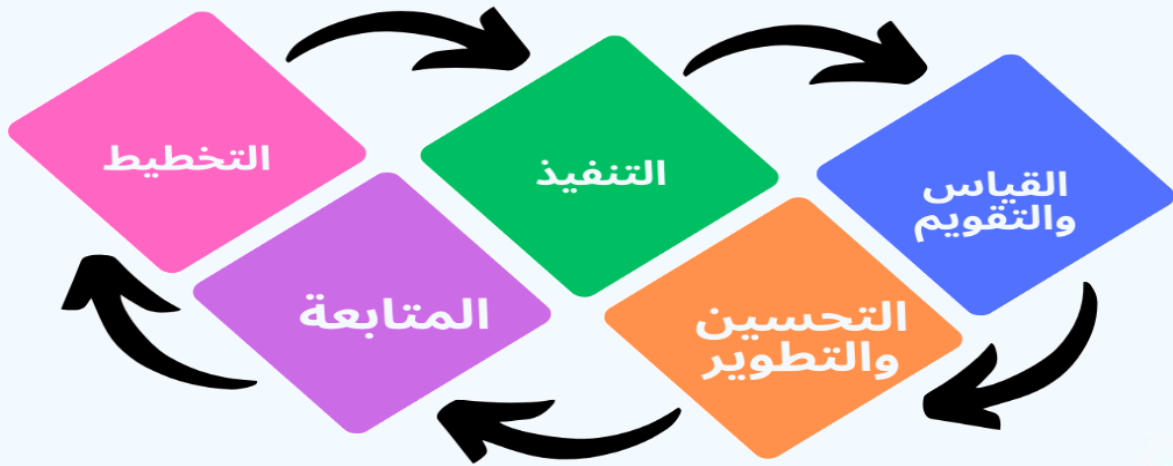 التخطيط
التنفيذ
القياس
والتقويم
التحسين
والتطوير
المتابعة